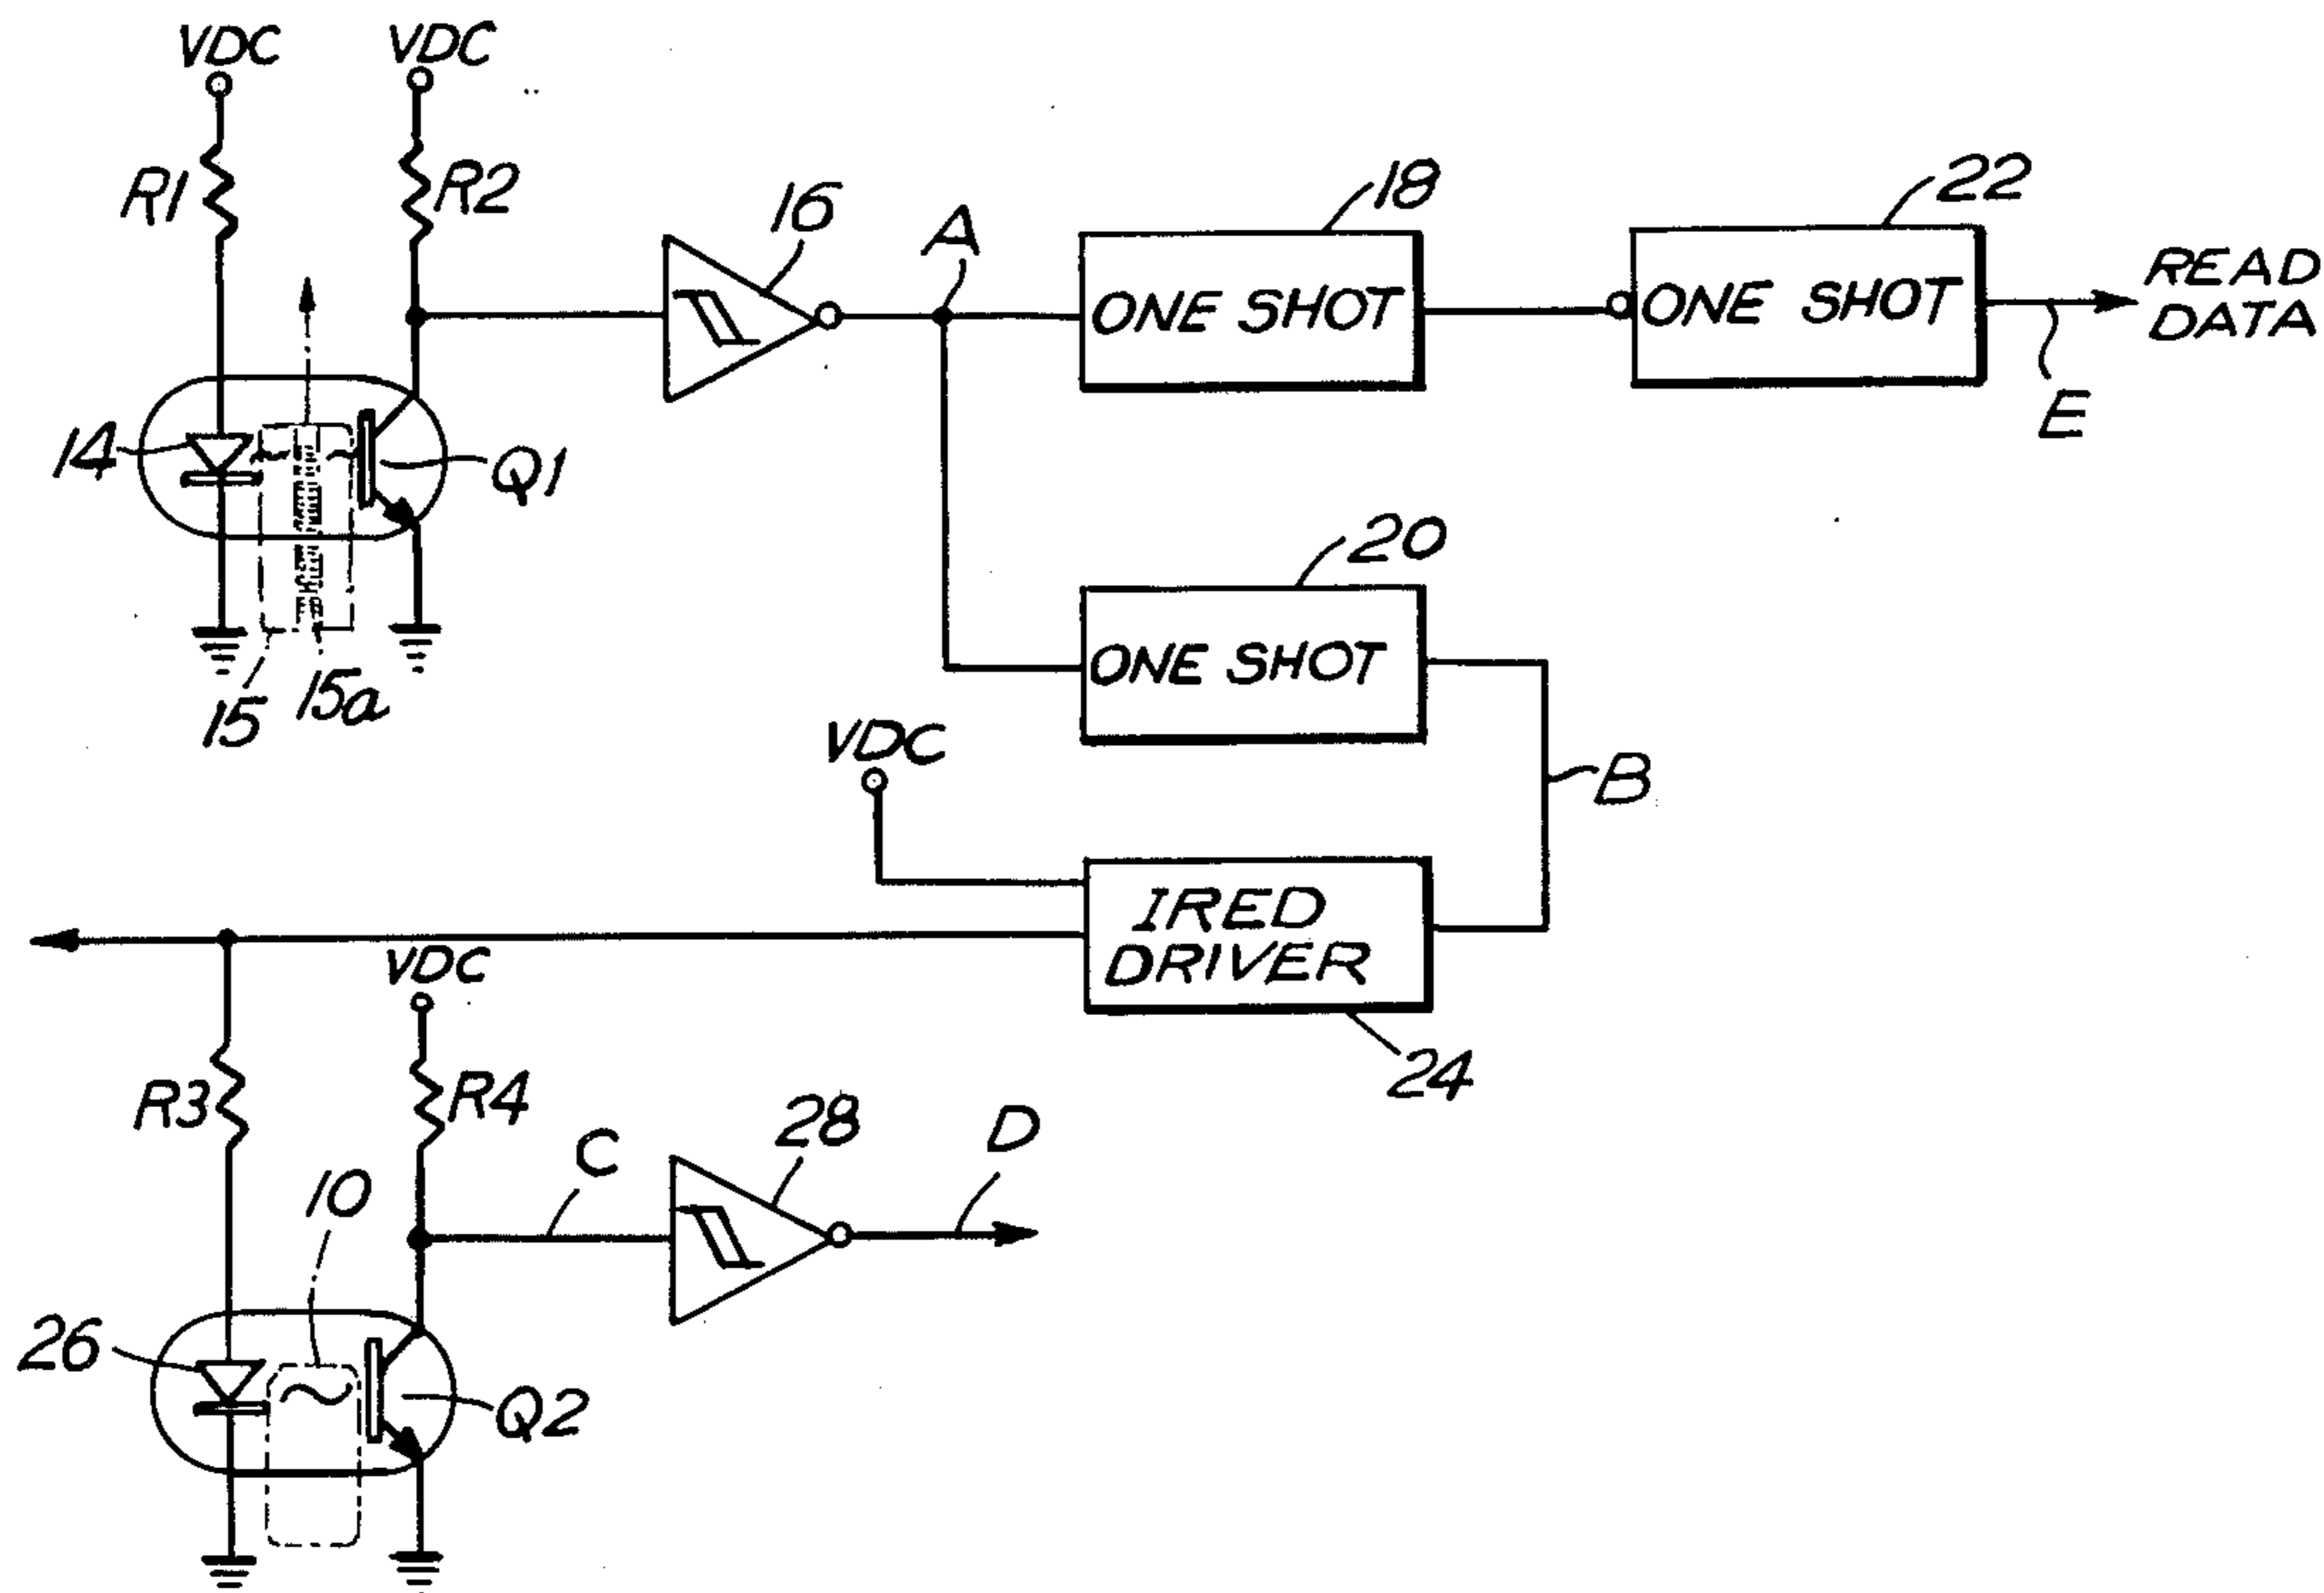 VDC
VDC
R1
R2
16
A
18
22
ONE SHOT
ONE SHOT
READ
DATA
E
14
Q1
15
15a
20
ONE SHOT
VDC
B
IRED
DRIVER
24
VDC
R3
R4
10
C
28
D
26
Q2